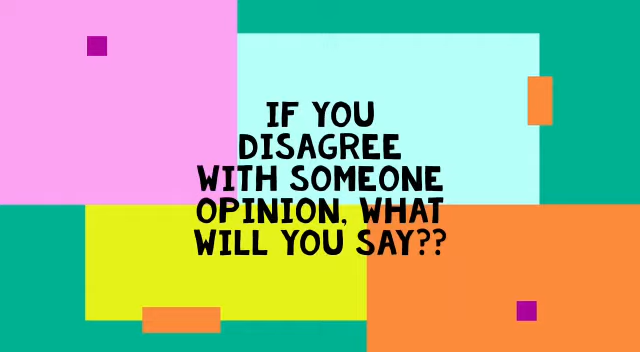 IF YOU
DISAGREE
WITH SOMEONE
OPINION, WHAT
WILL YOU SAY??